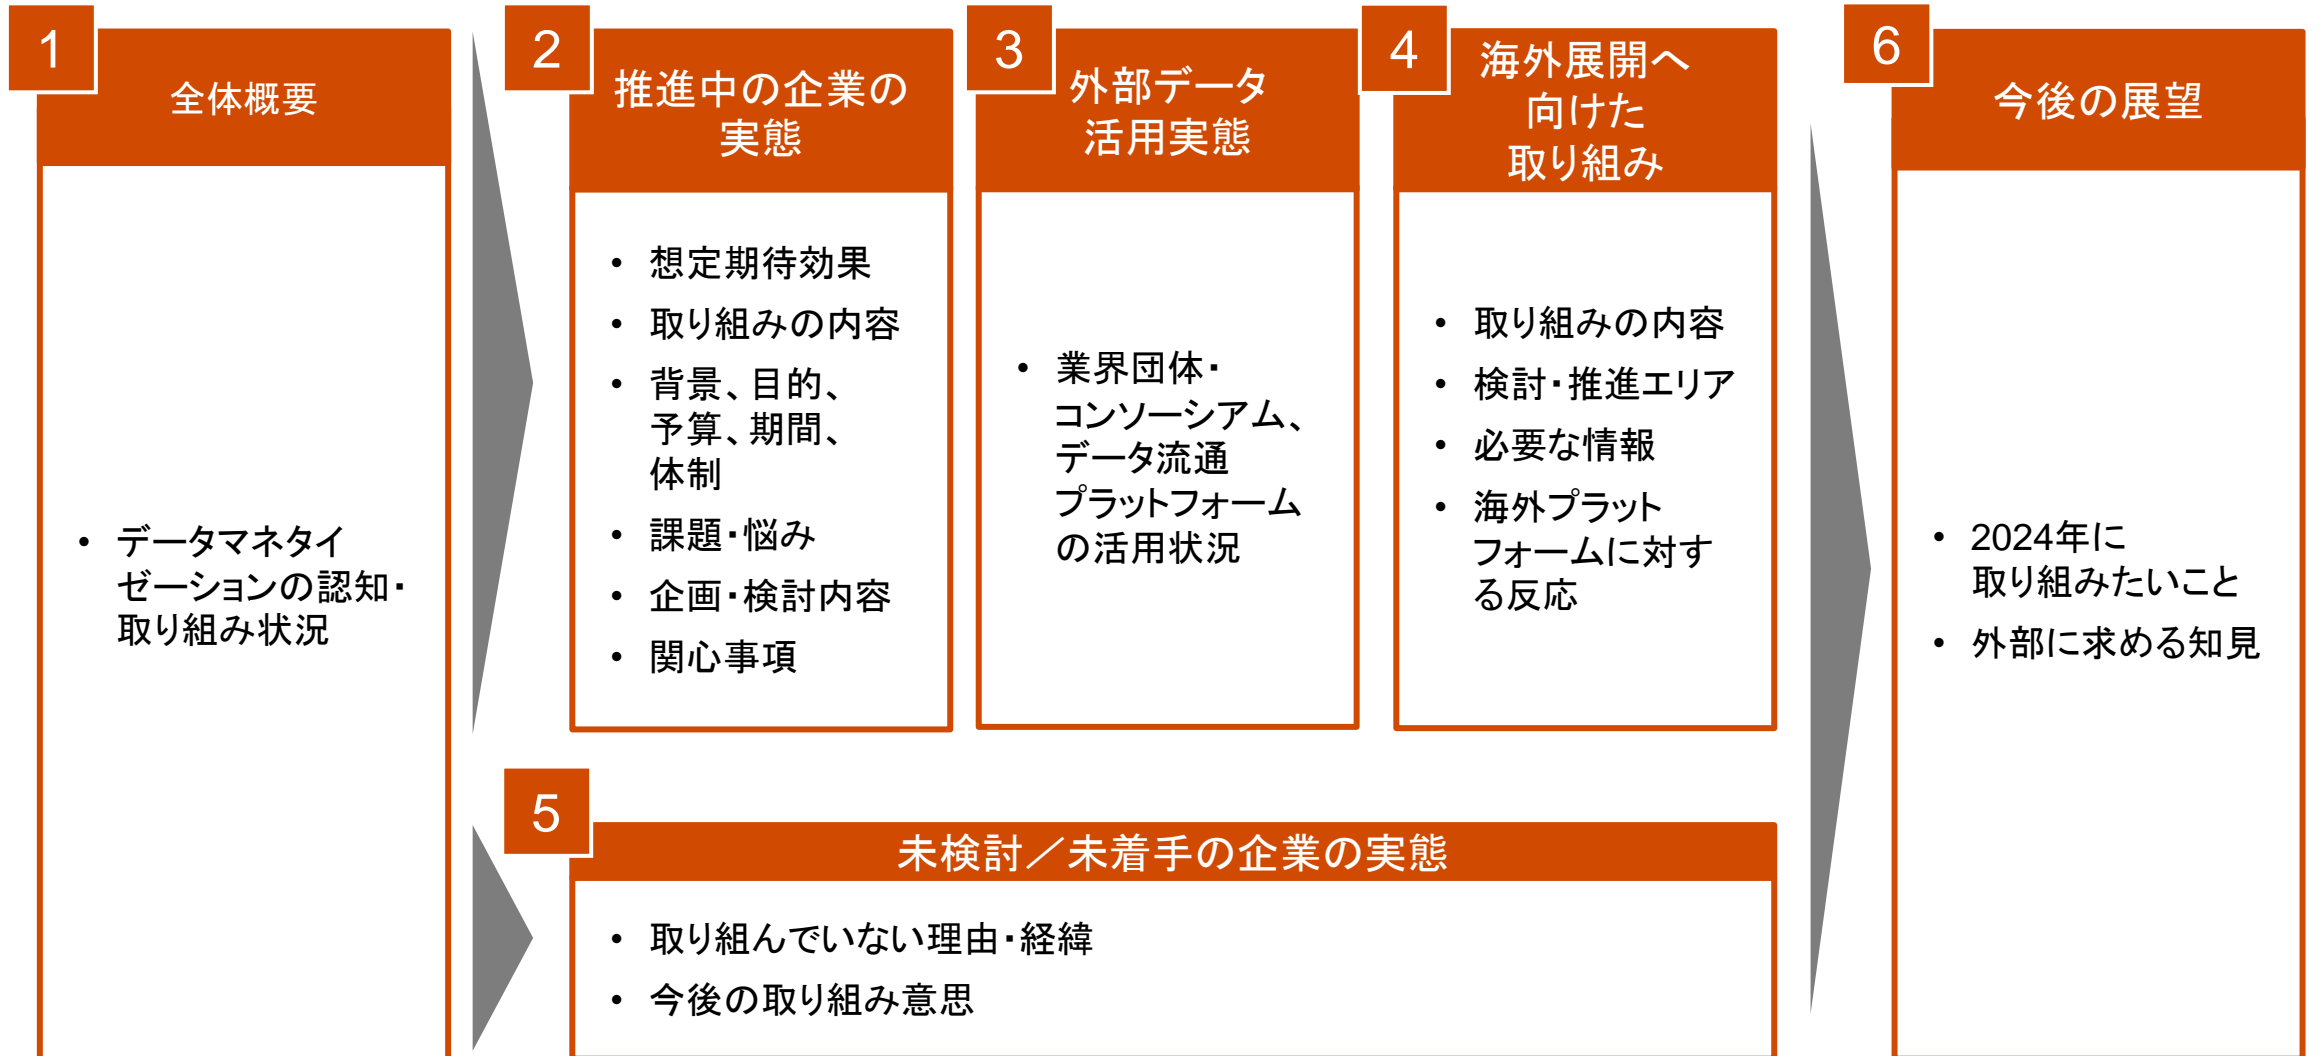 1
全体概要
• データマネタイ
ゼーションの認知・
取り組み状況
2
推進中の企業の
実態
• 想定期待効果
• 取り組みの内容
• 背景、目的、
予算、期間、
体制
• 課題・悩み
• 企画・検討内容
• 関心事項
3
外部データ
活用実態
• 業界団体・
コンソーシアム、
データ流通
プラットフォーム
の活用状況
4
海外展開へ
向けた
取り組み
• 取り組みの内容
• 検討・推進エリア
• 必要な情報
• 海外プラット
フォームに対す
る反応
5
未検討／未着手の企業の実態
• 取り組んでいない理由・経緯
• 今後の取り組み意思
6
今後の展望
• 2024年に
取り組みたいこと
• 外部に求める知見